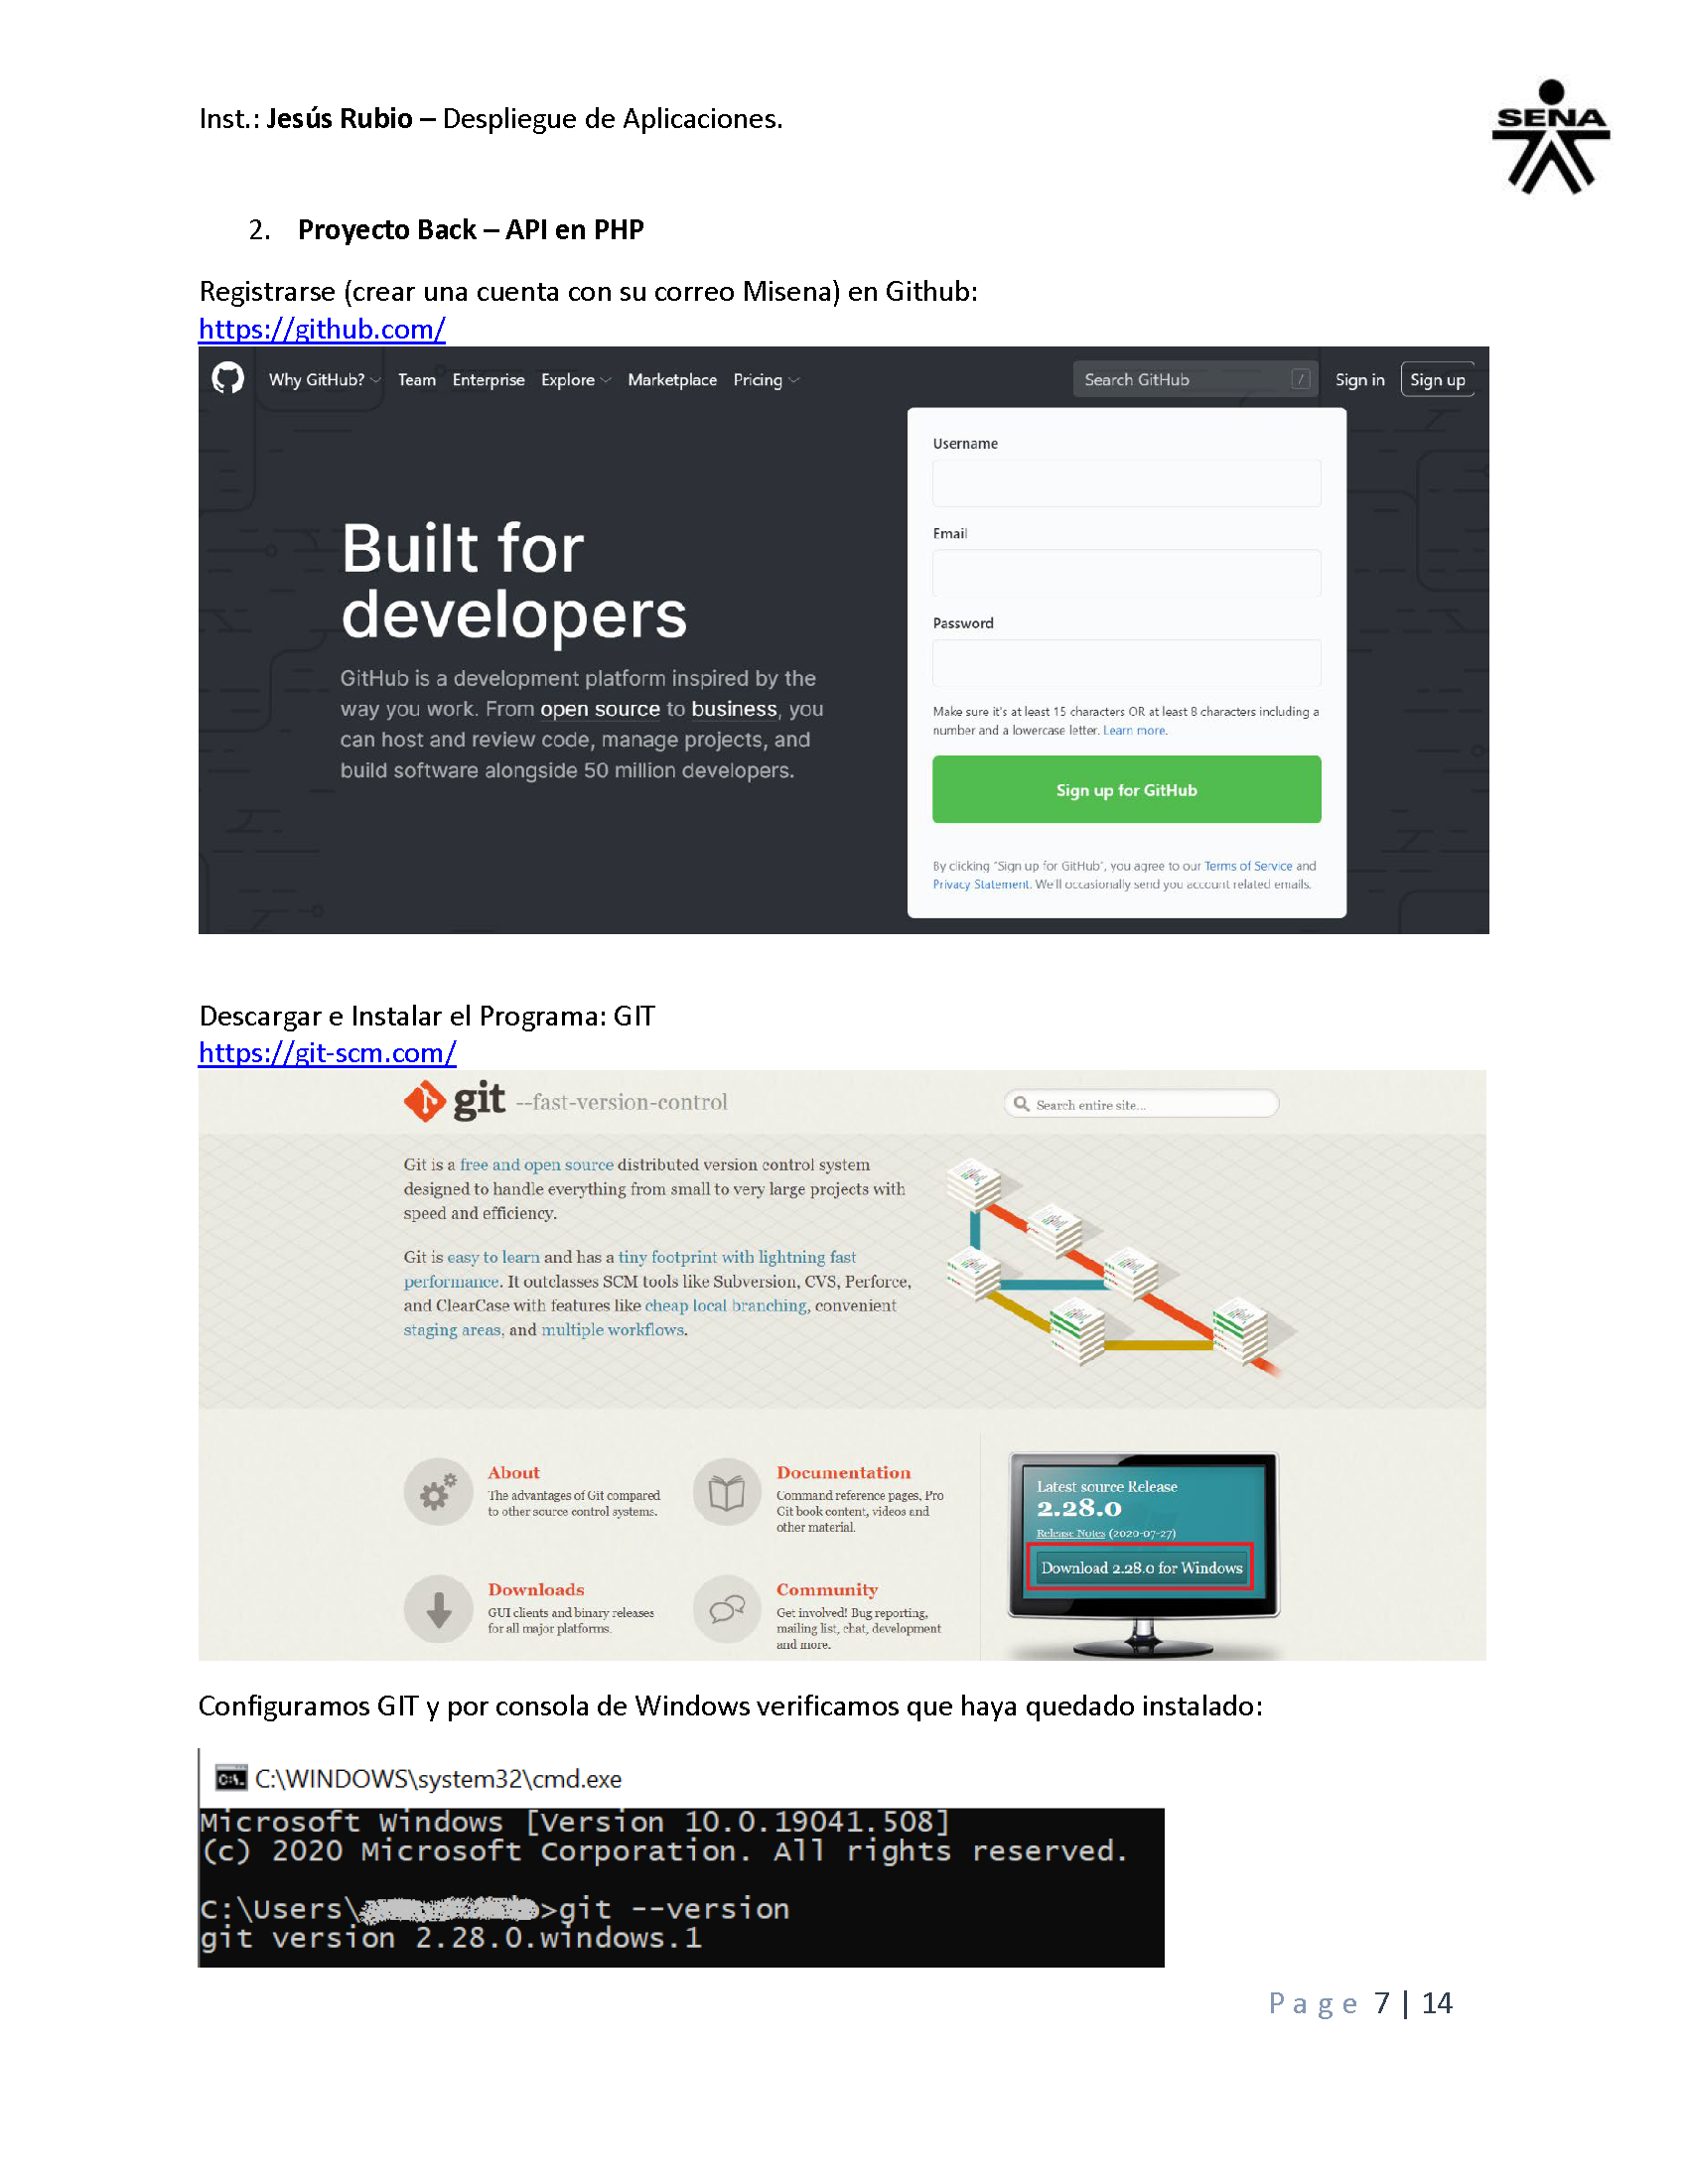 Inst.: Jesús Rubio – Despliegue de Aplicaciones.
SENA
2. Proyecto Back – API en PHP
Registrarse (crear una cuenta con su correo Misena) en Github:
https://github.com/
Why GitHub? Team Enterprise Explore Marketplace Pricing Search GitHub / Sign in Sign up
Built for
developers
GitHub is a development platform inspired by the
way you work. From open source to business, you
can host and review code, manage projects, and
build software alongside 50 million developers.
Username
Email
Password
Make sure it's at least 15 characters OR at least 8 characters including a
number and a lowercase letter. Learn more.
Sign up for GitHub
By clicking "Sign up for GitHub", you agree to our Terms of Service and
Privacy Statement. We'll occasionally send you account related emails.
Descargar e Instalar el Programa: GIT
https://git-scm.com/
git --fast-version-control
Search entire site...
Git is a free and open source distributed version control system
designed to handle everything from small to very large projects with
speed and efficiency.
Git is easy to learn and has a tiny footprint with lightning fast
performance. It outclasses SCM tools like Subversion, CVS, Perforce,
and ClearCase with features like cheap local branching, convenient
staging areas, and multiple workflows.
About
The advantages of Git compared
to other source control systems.
Documentation
Command reference pages, Pro
Git book content, videos and
other material.
Downloads
GUI clients and binary releases
for all major platforms.
Community
Get involved! Bug reporting,
mailing list, chat, development
and more.
Latest source Release
2.28.0
Release Notes (2020-07-27)
Download 2.28.0 for Windows
Configuramos GIT y por consola de Windows verificamos que haya quedado instalado:
C:\WINDOWS\system32\cmd.exe
Microsoft Windows [Version 10.0.19041.508]
(c) 2020 Microsoft Corporation. All rights reserved.
C:\Users\ >git --version
git version 2.28.0.windows.1
Page 7 | 14